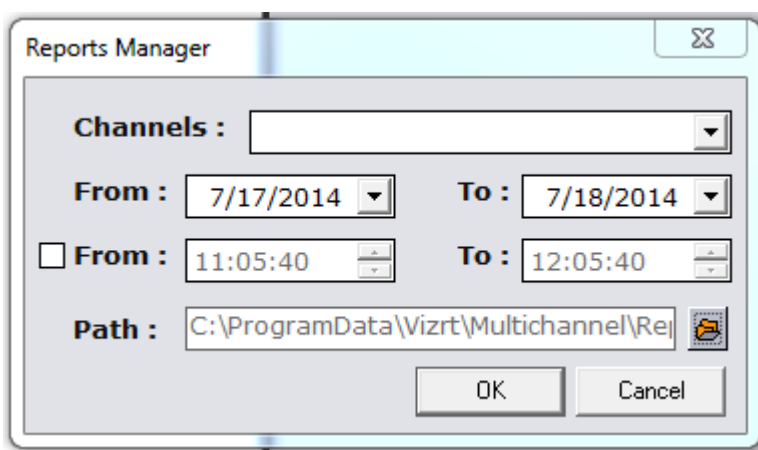 Reports Manager
Channels :
From : 7/17/2014 To : 7/18/2014
From : 11:05:40 To : 12:05:40
Path : C:\ProgramData\Vizrt\Multichannel\Rep
OK Cancel